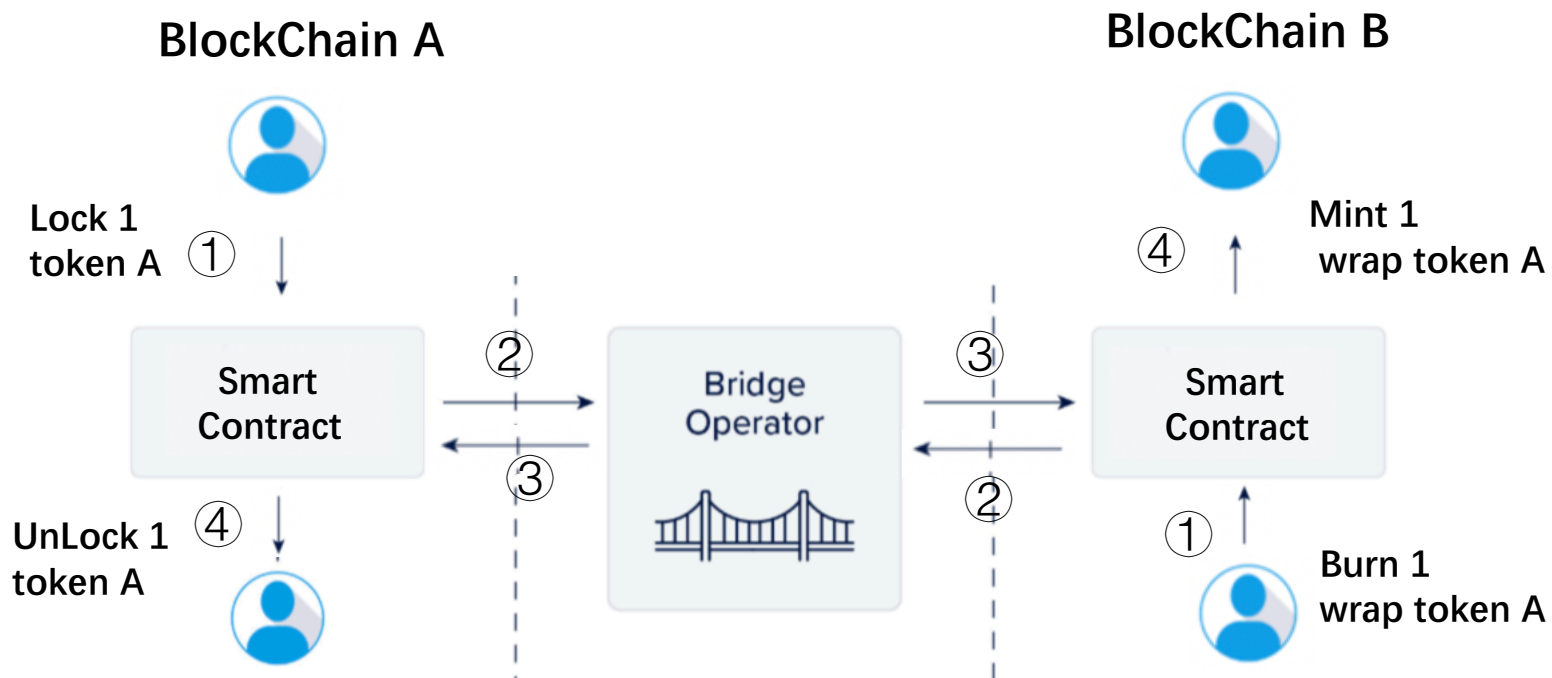 BlockChain A
BlockChain B
Lock 1
token A
①
④
Mint 1
wrap token A
②
③
Smart
Contract
Bridge
Operator
Smart
Contract
③
②
④
UnLock 1
token A
①
Burn 1
wrap token A